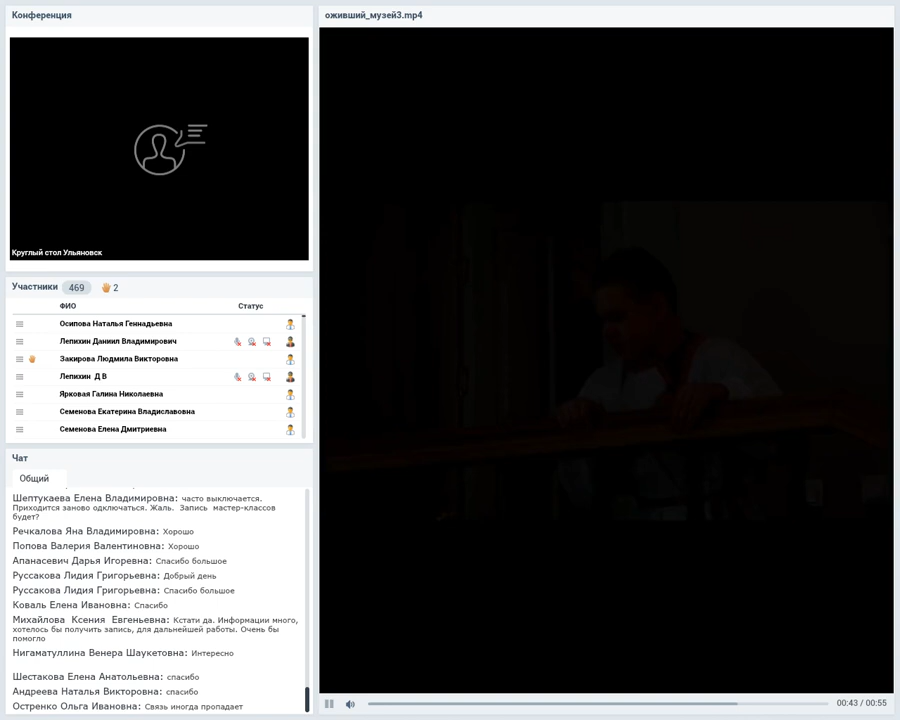 Конференция
Круглый стол Ульяновск
Участники 469 2
ФИО Статус
Осипова Наталья Геннадьевна
Лепихин Даниил Владимирович
Закирова Людмила Викторовна
Лепихин Д В
Ярковая Галина Николаевна
Семенова Екатерина Владиславовна
Семенова Елена Дмитриевна
Чат
Общий
Шептукаева Елена Владимировна: часто выключается.
Приходится заново одключаться. Жаль. Запись мастер-классов
будет?
Речкалова Яна Владимировна: Хорошо
Попова Валерия Валентиновна: Хорошо
Апанасевич Дарья Игоревна: Спасибо большое
Руссакова Лидия Григорьевна: Добрый день
Руссакова Лидия Григорьевна: Спасибо большое
Коваль Елена Ивановна: Спасибо
Михайлова Ксения Евгеньевна: Кстати да. Информации много,
хотелось бы получить запись, для дальнейшей работы. Очень бы
помогло
Нигаматуллина Венера Шаукетовна: Интересно
Шестакова Елена Анатольевна: спасибо
Андреева Наталья Викторовна: спасибо
Остренко Ольга Ивановна: Связь иногда пропадает
оживший_музей3.mp4
00:43 / 00:55